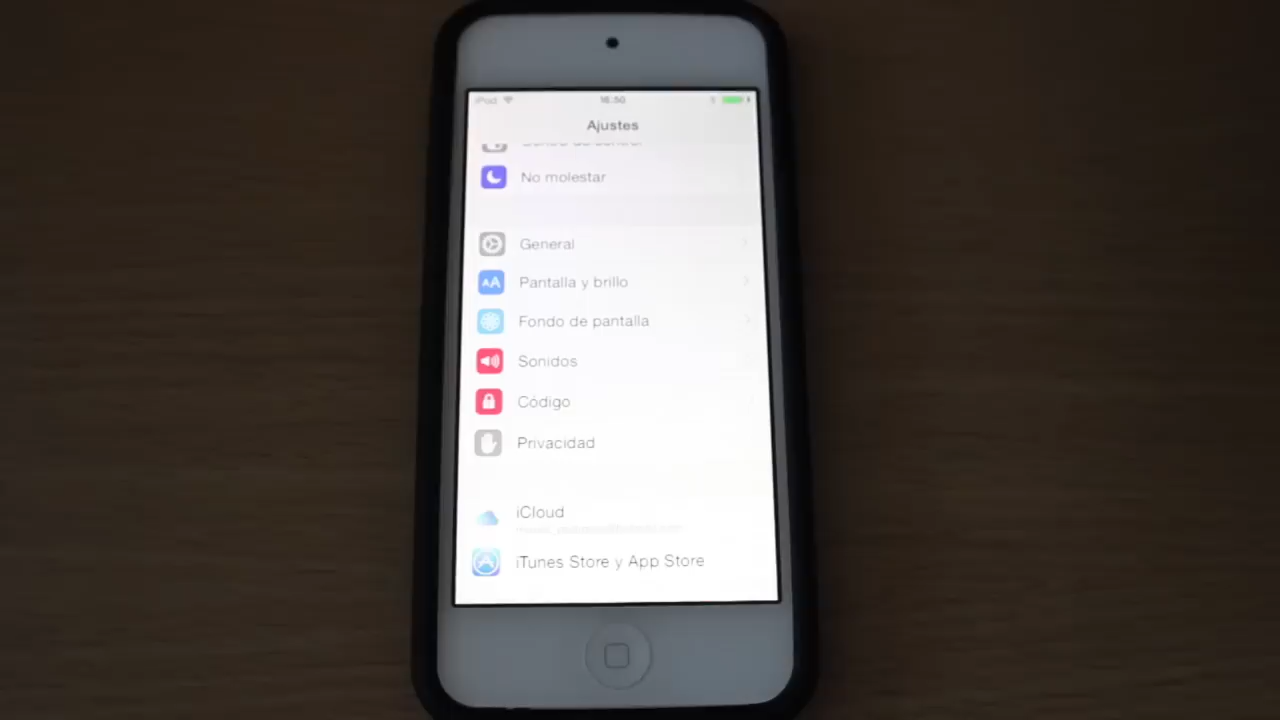 iPod 16:50
Ajustes
No molestar
General
AA Pantalla y brillo
Fondo de pantalla
Sonidos
Código
Privacidad
iCloud
iTunes Store y App Store